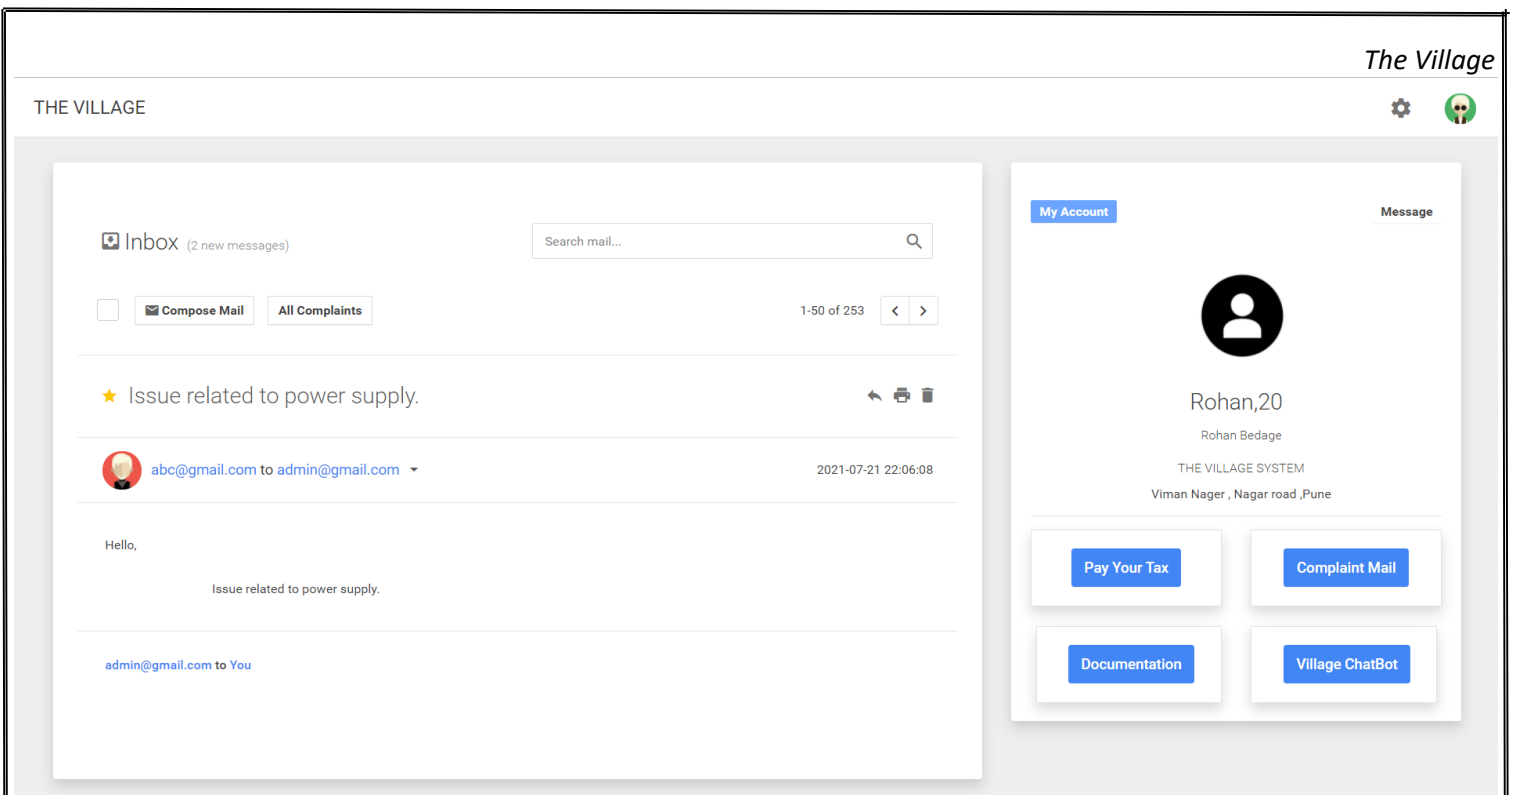 The Village
THE VILLAGE
Inbox (2 new messages)
Search mail...
Compose Mail
All Complaints
1-50 of 253
Issue related to power supply.
abc@gmail.com to admin@gmail.com
2021-07-21 22:06:08
Hello,
Issue related to power supply.
admin@gmail.com to You
My Account
Message
Rohan,20
Rohan Bedage
THE VILLAGE SYSTEM
Viman Nager , Nagar road ,Pune
Pay Your Tax
Complaint Mail
Documentation
Village ChatBot